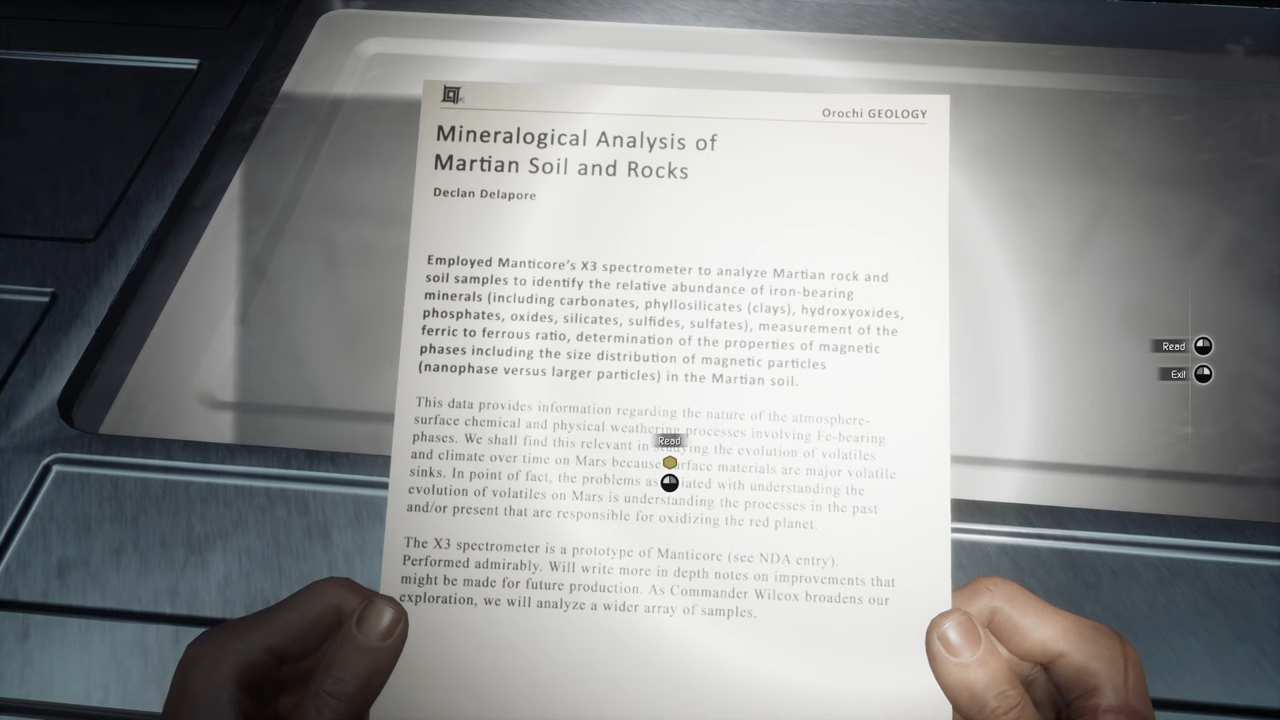 Orochi GEOLOGY
Mineralogical Analysis of
Martian Soil and Rocks
Declan Delapore
Employed Manticore's X3 spectrometer to analyze Martian rock and
soil samples to identify the relative abundance of iron-bearing
minerals (including carbonates, phyllosilicates (clays), hydroxyoxides,
phosphates, oxides, silicates, sulfides, sulfates), measurement of the
ferric to ferrous ratio, determination of the properties of magnetic
phases including the size distribution of magnetic particles
(nanophase versus larger particles) in the Martian soil.
This data provides information regarding the nature of the atmosphere-
surface chemical and physical weathering processes involving Fe-bearing
phases. We shall find this relevant in studying the evolution of volatiles
and climate over time on Mars because surface materials are major volatile
sinks. In point of fact, the problems associated with understanding the
evolution of volatiles on Mars is understanding the processes in the past
and/or present that are responsible for oxidizing the red planet.
The X3 spectrometer is a prototype of Manticore (see NDA entry).
Performed admirably. Will write more in depth notes on improvements that
might be made for future production. As Commander Wilcox broadens our
exploration, we will analyze a wider array of samples.
Read
Read
Exit